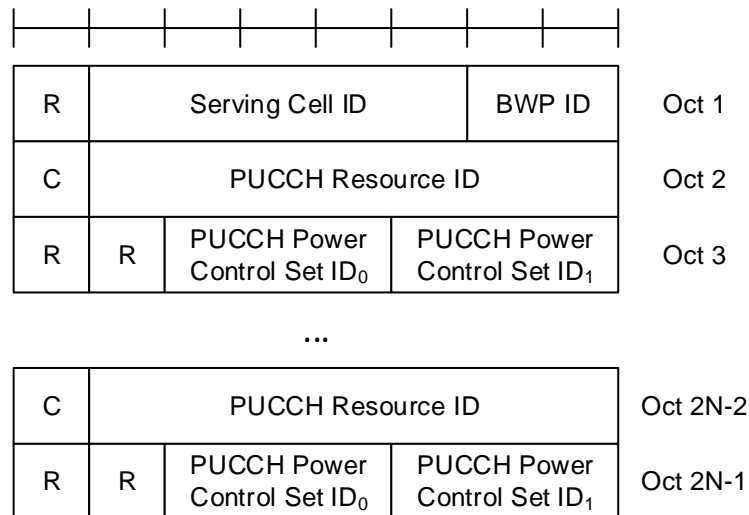 R Serving Cell ID BWP ID Oct 1
C PUCCH Resource ID Oct 2
R R PUCCH Power Control Set ID₀ PUCCH Power Control Set ID₁ Oct 3
...
C PUCCH Resource ID Oct 2N-2
R R PUCCH Power Control Set ID₀ PUCCH Power Control Set ID₁ Oct 2N-1